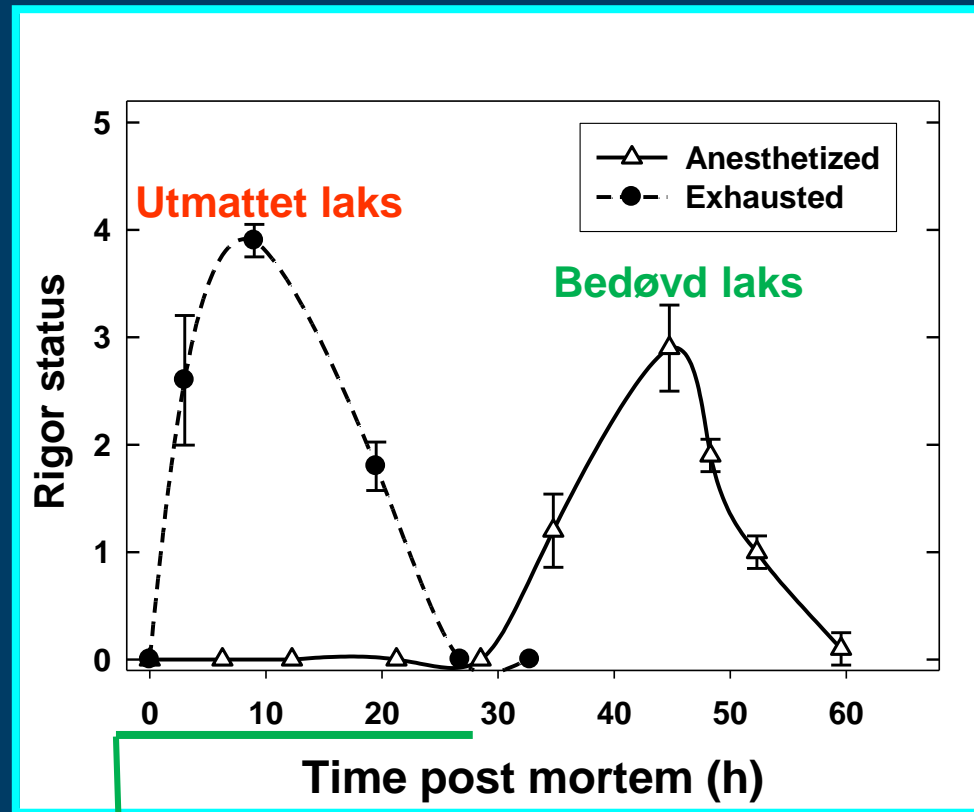 5
4
3
2
1
0
Rigor status
Anesthetized
Exhausted
Utmattet laks
Bedøvd laks
0 10 20 30 40 50 60
Time post mortem (h)